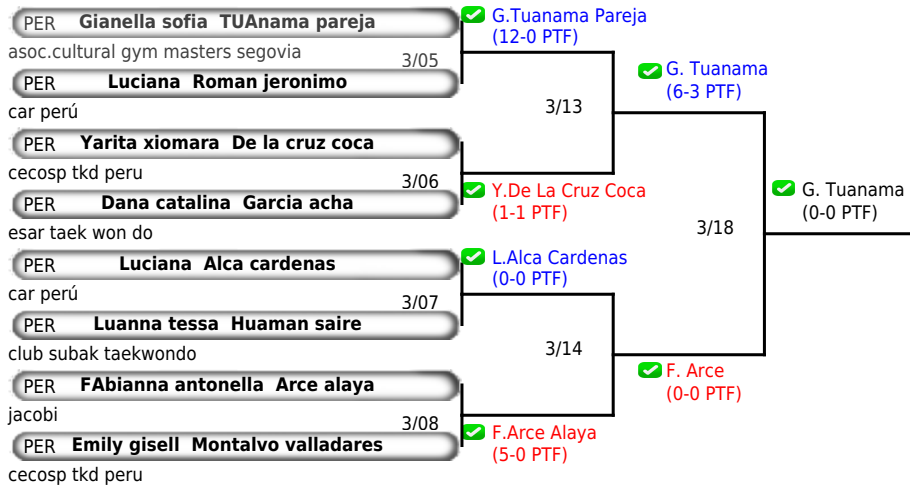 PER Gianella sofia TUAnama pareja
asoc.cultural gym masters segovia
3/05
PER Luciana Roman jeronimo
car perú
PER Yarita xiomara De la cruz coca
cecosp tkd peru
3/06
PER Dana catalina Garcia acha
esar taek won do
PER Luciana Alca cardenas
car perú
3/07
PER Luanna tessa Huaman saire
club subak taekwondo
PER FAbianna antonella Arce alaya
jacobi
3/08
PER Emily gisell Montalvo valladares
cecosp tkd peru
G.Tuanama Pareja
(12-0 PTF)
3/13
Y.De La Cruz Coca
(1-1 PTF)
L.Alca Cardenas
(0-0 PTF)
3/14
F.Arce Alaya
(5-0 PTF)
G. Tuanama
(6-3 PTF)
3/18
F. Arce
(0-0 PTF)
G. Tuanama
(0-0 PTF)